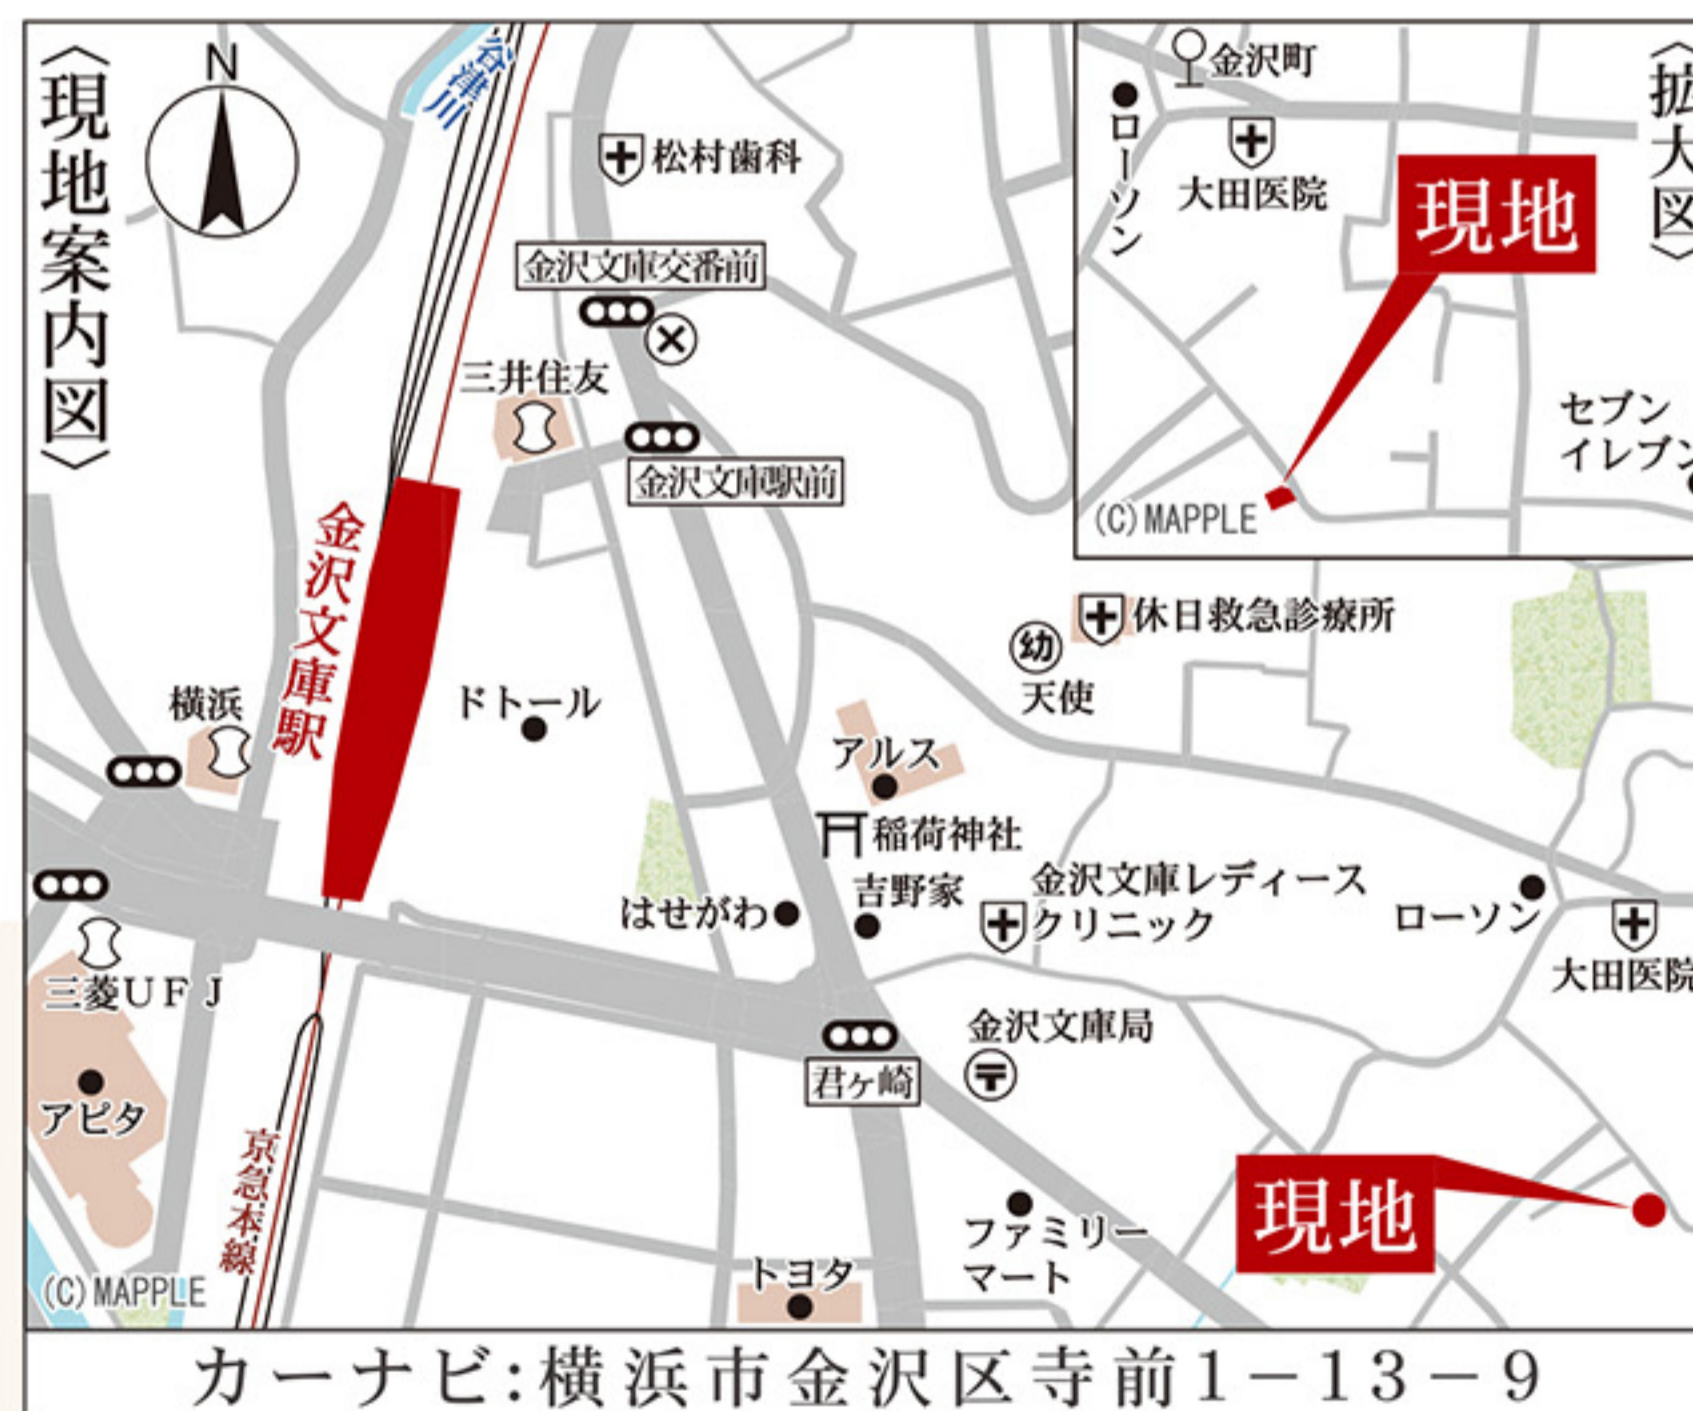 〈現地案内図〉
N
谷津川
松村歯科
金沢文庫交番前
三井住友
金沢文庫駅前
金沢文庫駅
横浜
ドトール
アルス
稲荷神社
はせがわ
吉野家
金沢文庫レディース
クリニック
三菱UFJ
アピタ
京急本線
(C)MAPPLE
君ヶ崎
金沢文庫局
ファミリー
マート
トヨタ
休日救急診療所
幼
天使
ローソン
大田医院
現地
〈拡大図〉
金沢町
ローソン
大田医院
現地
セブン
イレブン
(C)MAPPLE
カーナビ:横浜市金沢区寺前1−13−9